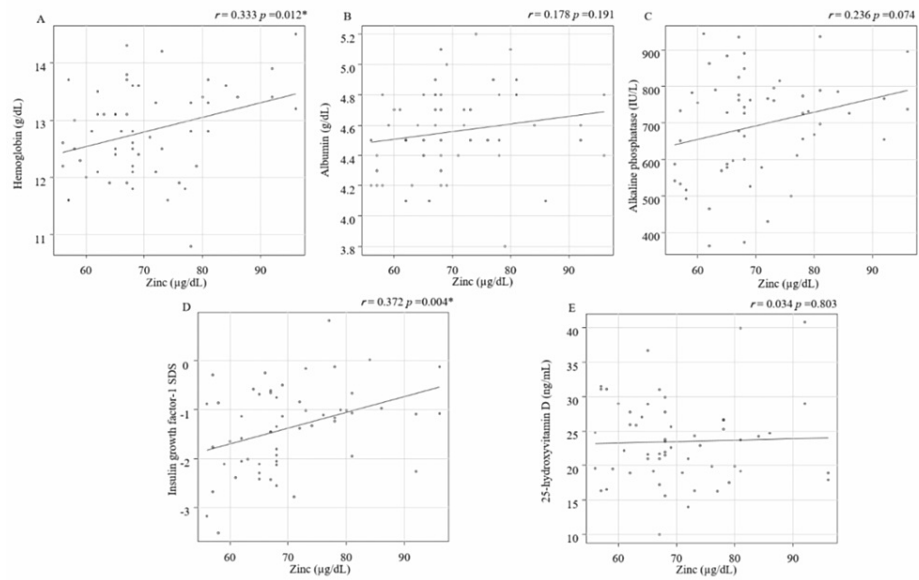 A
r = 0.333 p =0.012*
Hemoglobin (g/dL)
14
13
12
11
60 70 80 90
Zinc (µg/dL)
B
r = 0.178 p =0.191
Albumin (g/dL)
5.2
5.0
4.8
4.6
4.4
4.2
4.0
3.8
60 70 80 90
Zinc (µg/dL)
C
r = 0.236 p =0.074
Alkaline phosphatase (IU/L)
900
800
700
600
500
400
60 70 80 90
Zinc (µg/dL)
D
r = 0.372 p =0.004*
Insulin growth factor-1 SDS
0
-1
-2
-3
60 70 80 90
Zinc (µg/dL)
E
r = 0.034 p =0.803
25-hydroxyvitamin D (ng/mL)
40
35
30
25
20
15
10
60 70 80 90
Zinc (µg/dL)